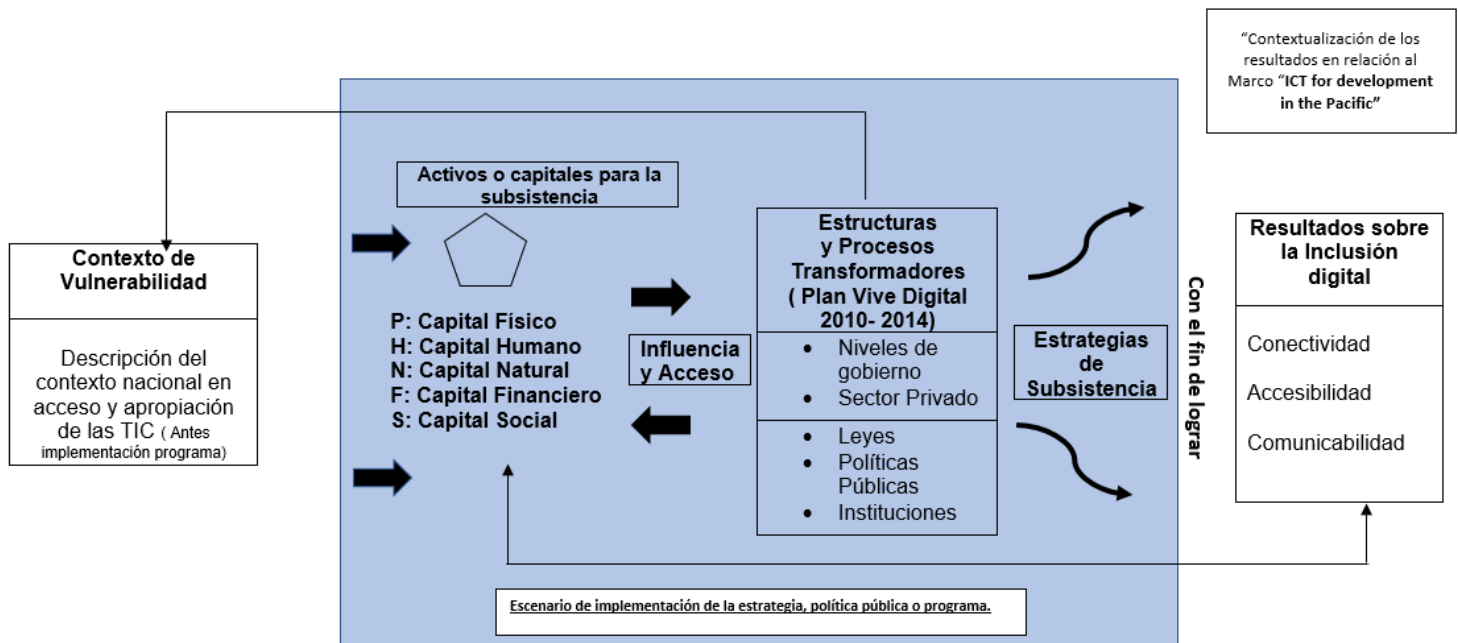 “Contextualización de los
resultados en relación al
Marco “ICT for development
in the Pacific”
Contexto de
Vulnerabilidad
Descripción del
contexto nacional en
acceso y apropiación
de las TIC ( Antes
implementación programa)
Activos o capitales para la
subsistencia
P: Capital Físico
H: Capital Humano
N: Capital Natural
F: Capital Financiero
S: Capital Social
Influencia
y Acceso
Estructuras
y Procesos
Transformadores
( Plan Vive Digital
2010- 2014)
• Niveles de
gobierno
• Sector Privado
• Leyes
• Políticas
Públicas
• Instituciones
Estrategias
de
Subsistencia
Con el fin de lograr
Resultados sobre
la Inclusión
digital
Conectividad
Accesibilidad
Comunicabilidad
Escenario de implementación de la estrategia, política pública o programa.